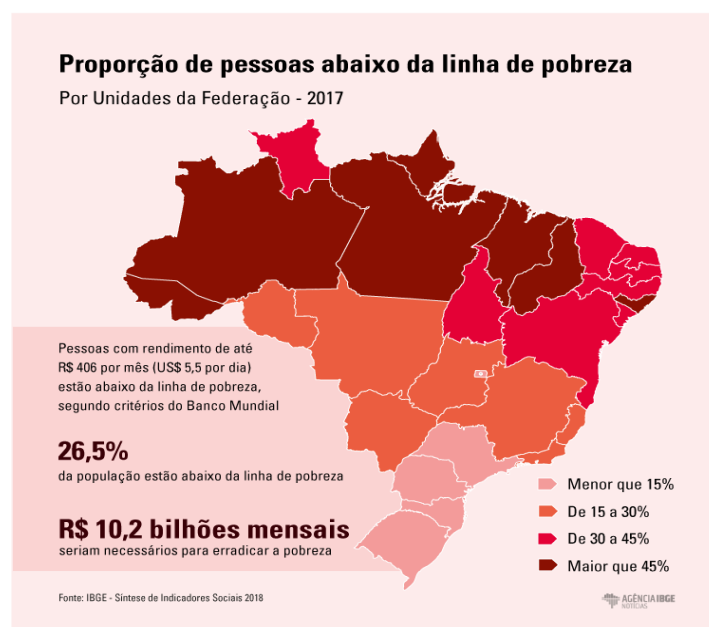 Proporção de pessoas abaixo da linha de pobreza
Por Unidades da Federação - 2017
Pessoas com rendimento de até
R$ 406 por mês (US$ 5,5 por dia)
estão abaixo da linha de pobreza,
segundo critérios do Banco Mundial
26,5%
da população estão abaixo da linha de pobreza
R$ 10,2 bilhões mensais
seriam necessários para erradicar a pobreza
Menor que 15%
De 15 a 30%
De 30 a 45%
Maior que 45%
Fonte: IBGE - Síntese de Indicadores Sociais 2018
AGÊNCIA IBGE
NOTÍCIAS